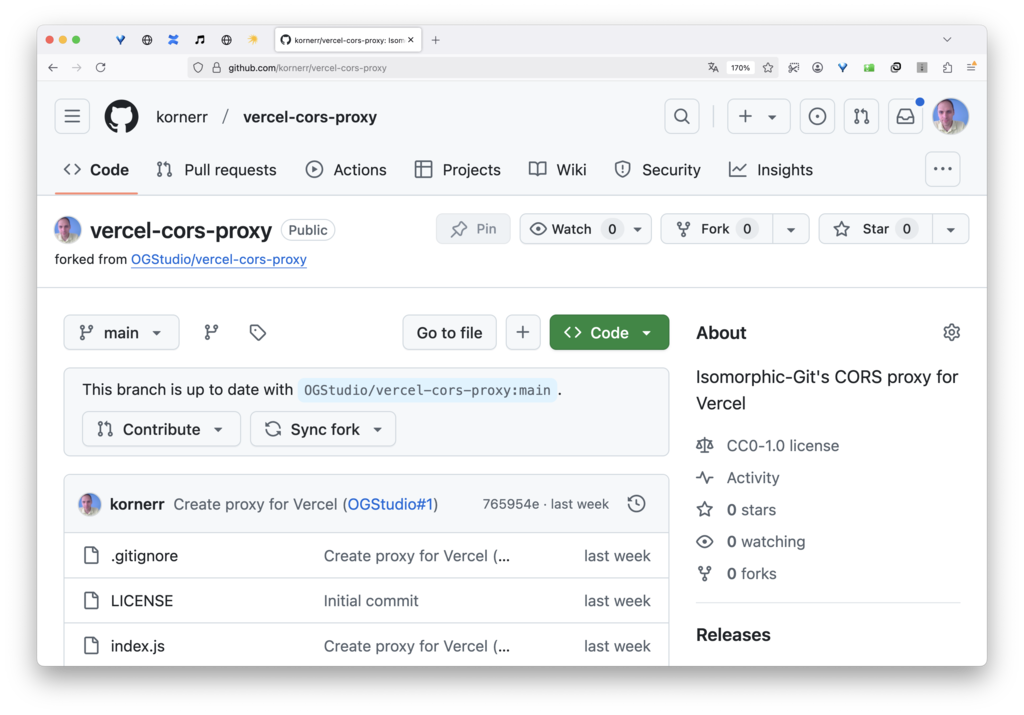 kornerr/vercel-cors-proxy: Isom
github.com/kornerr/vercel-cors-proxy
170%
kornerr / vercel-cors-proxy
Code Pull requests Actions Projects Wiki Security Insights
vercel-cors-proxy Public
Pin Watch 0 Fork 0 Star 0
forked from OGStudio/vercel-cors-proxy
main Go to file Code
This branch is up to date with OGStudio/vercel-cors-proxy:main .
Contribute Sync fork
kornerr Create proxy for Vercel (OGStudio#1) 765954e · last week
.gitignore Create proxy for Vercel (... last week
LICENSE Initial commit last week
index.js Create proxy for Vercel (... last week
About
Isomorphic-Git's CORS proxy for
Vercel
CC0-1.0 license
Activity
0 stars
0 watching
0 forks
Releases